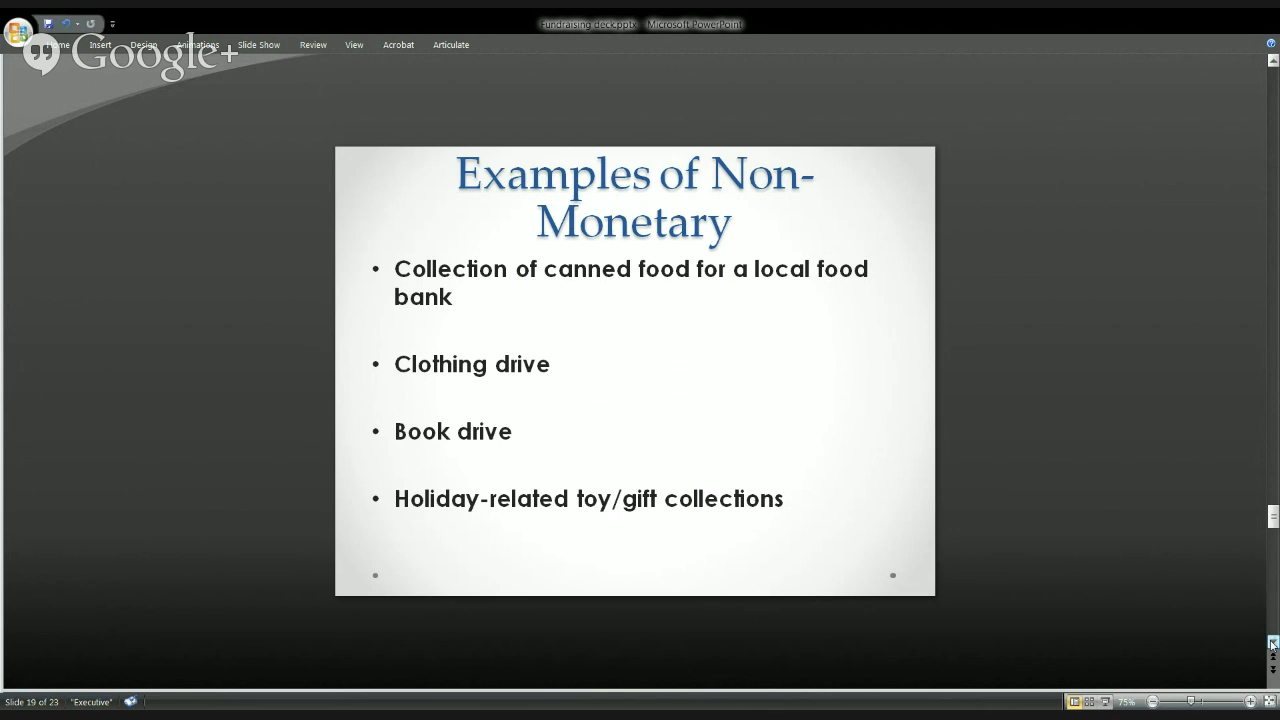 Fundraising deck.pptx - Microsoft PowerPoint
Home Insert Design Animations Slide Show Review View Acrobat Articulate
Google+
Examples of Non-
Monetary
• Collection of canned food for a local food
bank
• Clothing drive
• Book drive
• Holiday-related toy/gift collections
Slide 19 of 23 "Executive" 75%